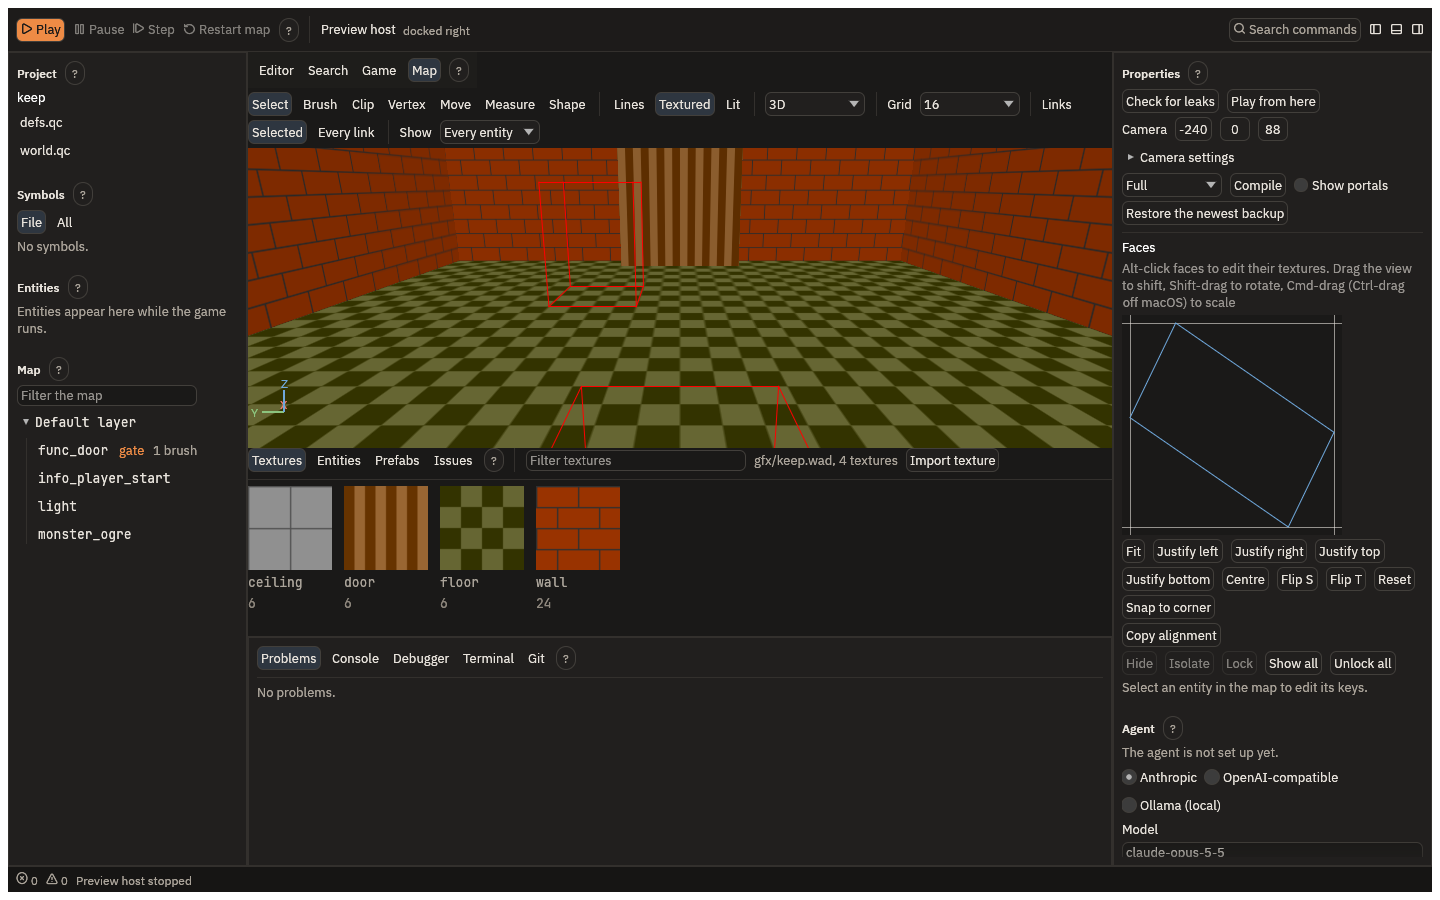 Play Pause Step Restart map ? Preview host docked right Search commands
Project ?
keep
defs.qc
world.qc
Symbols ?
File All
No symbols.
Entities ?
Entities appear here while the game
runs.
Map ?
Filter the map
Default layer
func_door gate 1 brush
info_player_start
light
monster_ogre
Editor Search Game Map ?
Select Brush Clip Vertex Move Measure Shape Lines Textured Lit 3D Grid 16 Links
Selected Every link Show Every entity
Z
Y X
Textures Entities Prefabs Issues ? Filter textures gfx/keep.wad, 4 textures Import texture
ceiling door floor wall
6 6 6 24
Problems Console Debugger Terminal Git ?
No problems.
Properties ?
Check for leaks Play from here
Camera -240 0 88
Camera settings
Full Compile Show portals
Restore the newest backup
Faces
Alt-click faces to edit their textures. Drag the view
to shift, Shift-drag to rotate, Cmd-drag (Ctrl-drag
off macOS) to scale
Fit Justify left Justify right Justify top
Justify bottom Centre Flip S Flip T Reset
Snap to corner
Copy alignment
Hide Isolate Lock Show all Unlock all
Select an entity in the map to edit its keys.
Agent ?
The agent is not set up yet.
Anthropic OpenAI-compatible
Ollama (local)
Model
claude-opus-5-5
0 0 Preview host stopped